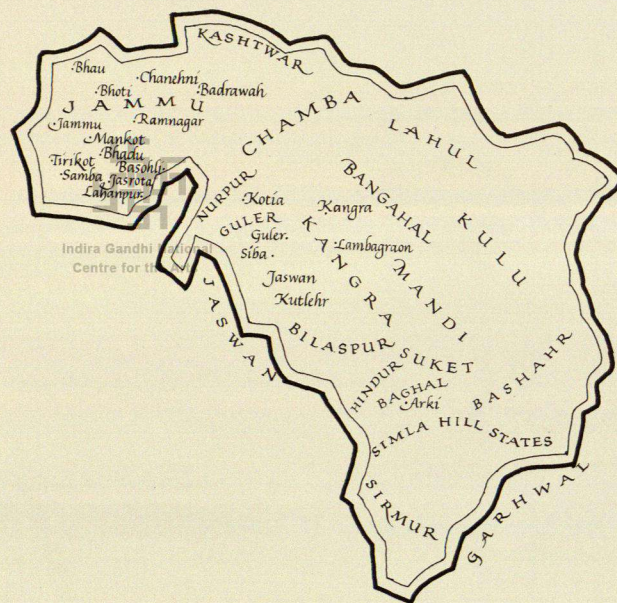 KASHTWAR
Bhau
Chanehni
Bhoti
Badrawah
JAMMU
Jammu
Ramnagar
Mankot
Bhadu
Tirikot
Basohli
Samba
Jasrota
Lahanpur
CHAMBA
LAHUL
NURPUR
Kotia
BANGAHAL
KULU
GULER
Kangra
Guler
KANGRA
Lambagraon
Siba
MANDI
Jaswan
Kutlehr
Indira Gandhi National
Centre for the Arts
JASWAN
BILASPUR
SUKET
HINDUR
BAGHAL
Arki
BASHAHR
SIMLA HILL STATES
SIRMUR
GARHWAL